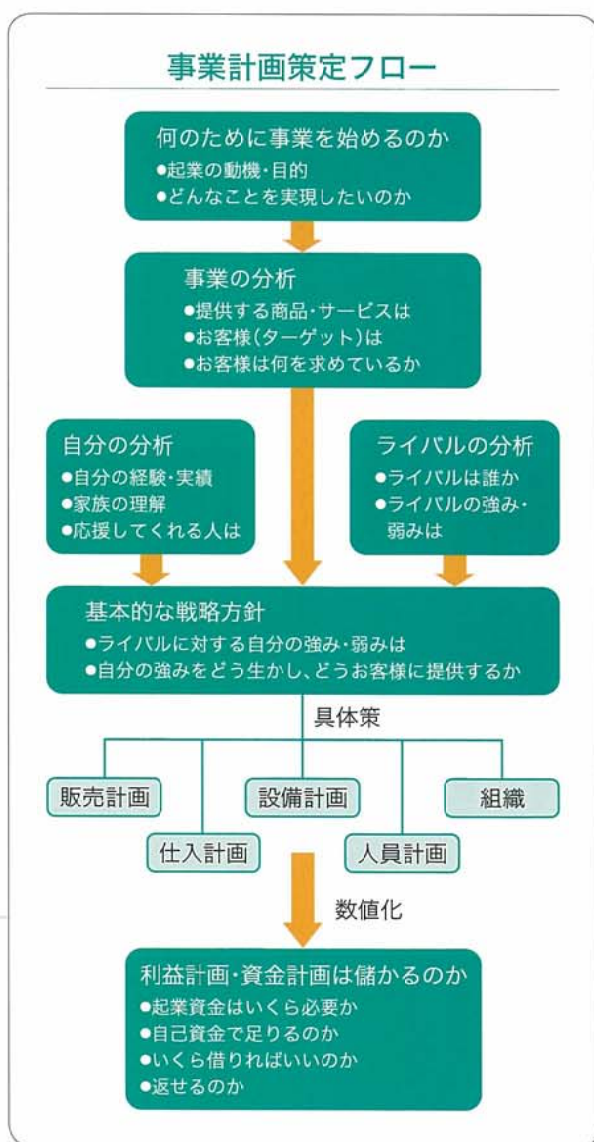 事業計画策定フロー
何のために事業を始めるのか
●起業の動機・目的
●どんなことを実現したいのか
事業の分析
●提供する商品・サービスは
●お客様(ターゲット)は
●お客様は何を求めているか
自分の分析
●自分の経験・実績
●家族の理解
●応援してくれる人は
ライバルの分析
●ライバルは誰か
●ライバルの強み・
弱みは
基本的な戦略方針
●ライバルに対する自分の強み・弱みは
●自分の強みをどう生かし、どうお客様に提供するか
具体策
販売計画
仕入計画
設備計画
人員計画
組織
数値化
利益計画・資金計画は儲かるのか
●起業資金はいくら必要か
●自己資金で足りるのか
●いくら借りればいいのか
●返せるのか